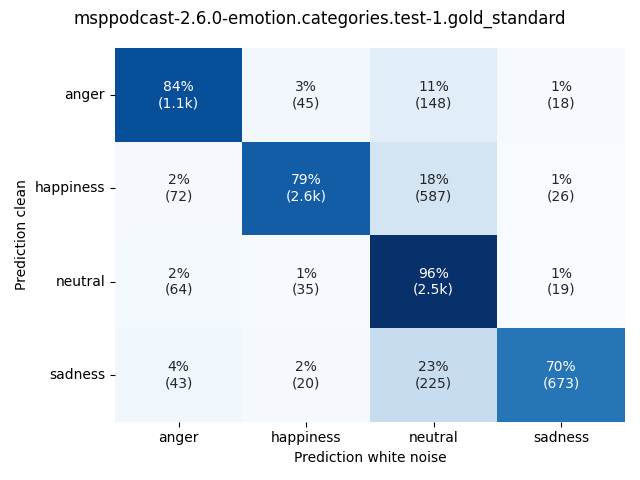 msppodcast-2.6.0-emotion.categories.test-1.gold_standard
anger
84%
(1.1k)
3%
(45)
11%
(148)
1%
(18)
happiness
2%
(72)
79%
(2.6k)
18%
(587)
1%
(26)
neutral
2%
(64)
1%
(35)
96%
(2.5k)
1%
(19)
sadness
4%
(43)
2%
(20)
23%
(225)
70%
(673)
Prediction clean
anger
happiness
neutral
sadness
Prediction white noise